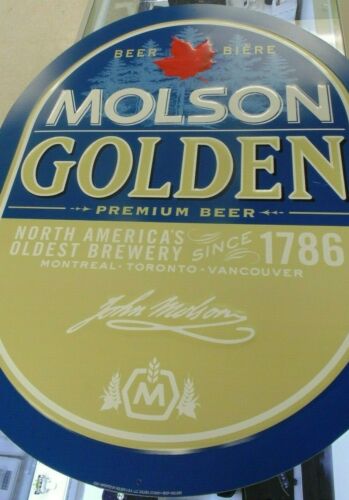 BEER BIÈRE
MOLSON
GOLDEN
PREMIUM BEER
NORTH AMERICA'S
OLDEST BREWERY
SINCE
1786
MONTREAL · TORONTO · VANCOUVER
John Molson
M